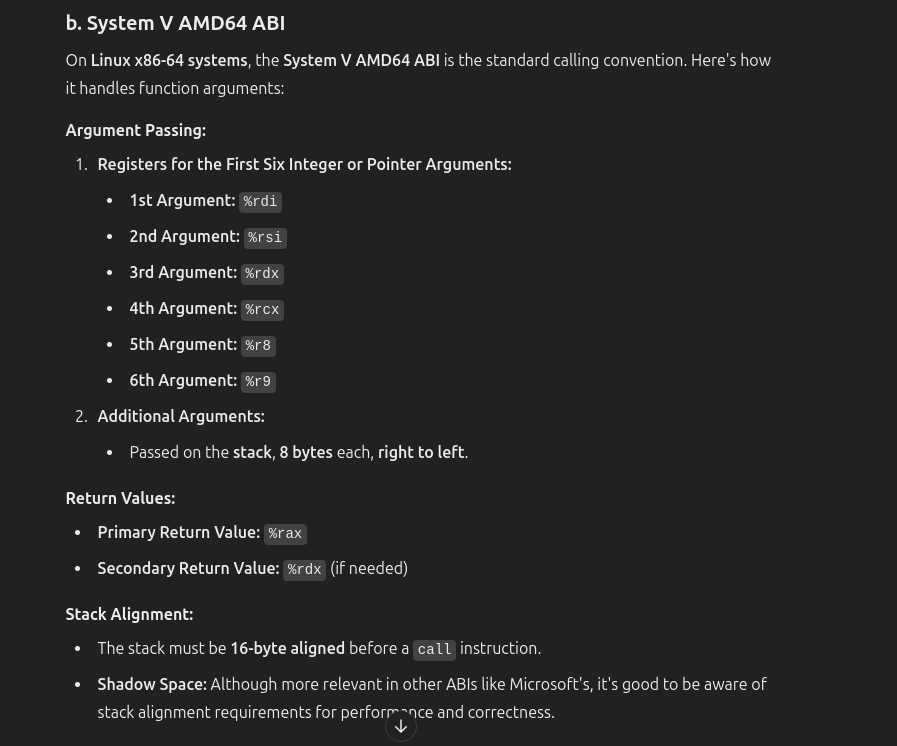 b. System V AMD64 ABI
On Linux x86-64 systems, the System V AMD64 ABI is the standard calling convention. Here's how
it handles function arguments:
Argument Passing:
1. Registers for the First Six Integer or Pointer Arguments:
• 1st Argument: %rdi
• 2nd Argument: %rsi
• 3rd Argument: %rdx
• 4th Argument: %rcx
• 5th Argument: %r8
• 6th Argument: %r9
2. Additional Arguments:
• Passed on the stack, 8 bytes each, right to left.
Return Values:
• Primary Return Value: %rax
• Secondary Return Value: %rdx (if needed)
Stack Alignment:
• The stack must be 16-byte aligned before a call instruction.
• Shadow Space: Although more relevant in other ABIs like Microsoft's, it's good to be aware of
stack alignment requirements for performance and correctness.